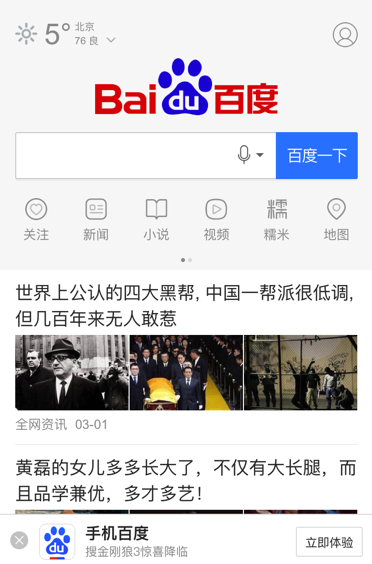 5°
北京
76 良
Bai du 百度
百度一下
关注 新闻 小说 视频 糯米 地图
糯
世界上公认的四大黑帮, 中国一帮派很低调,
但几百年来无人敢惹
全网资讯 03-01
黄磊的女儿多多长大了，不仅有大长腿，而
且品学兼优，多才多艺！
du
手机百度
搜金刚狼3惊喜降临
立即体验